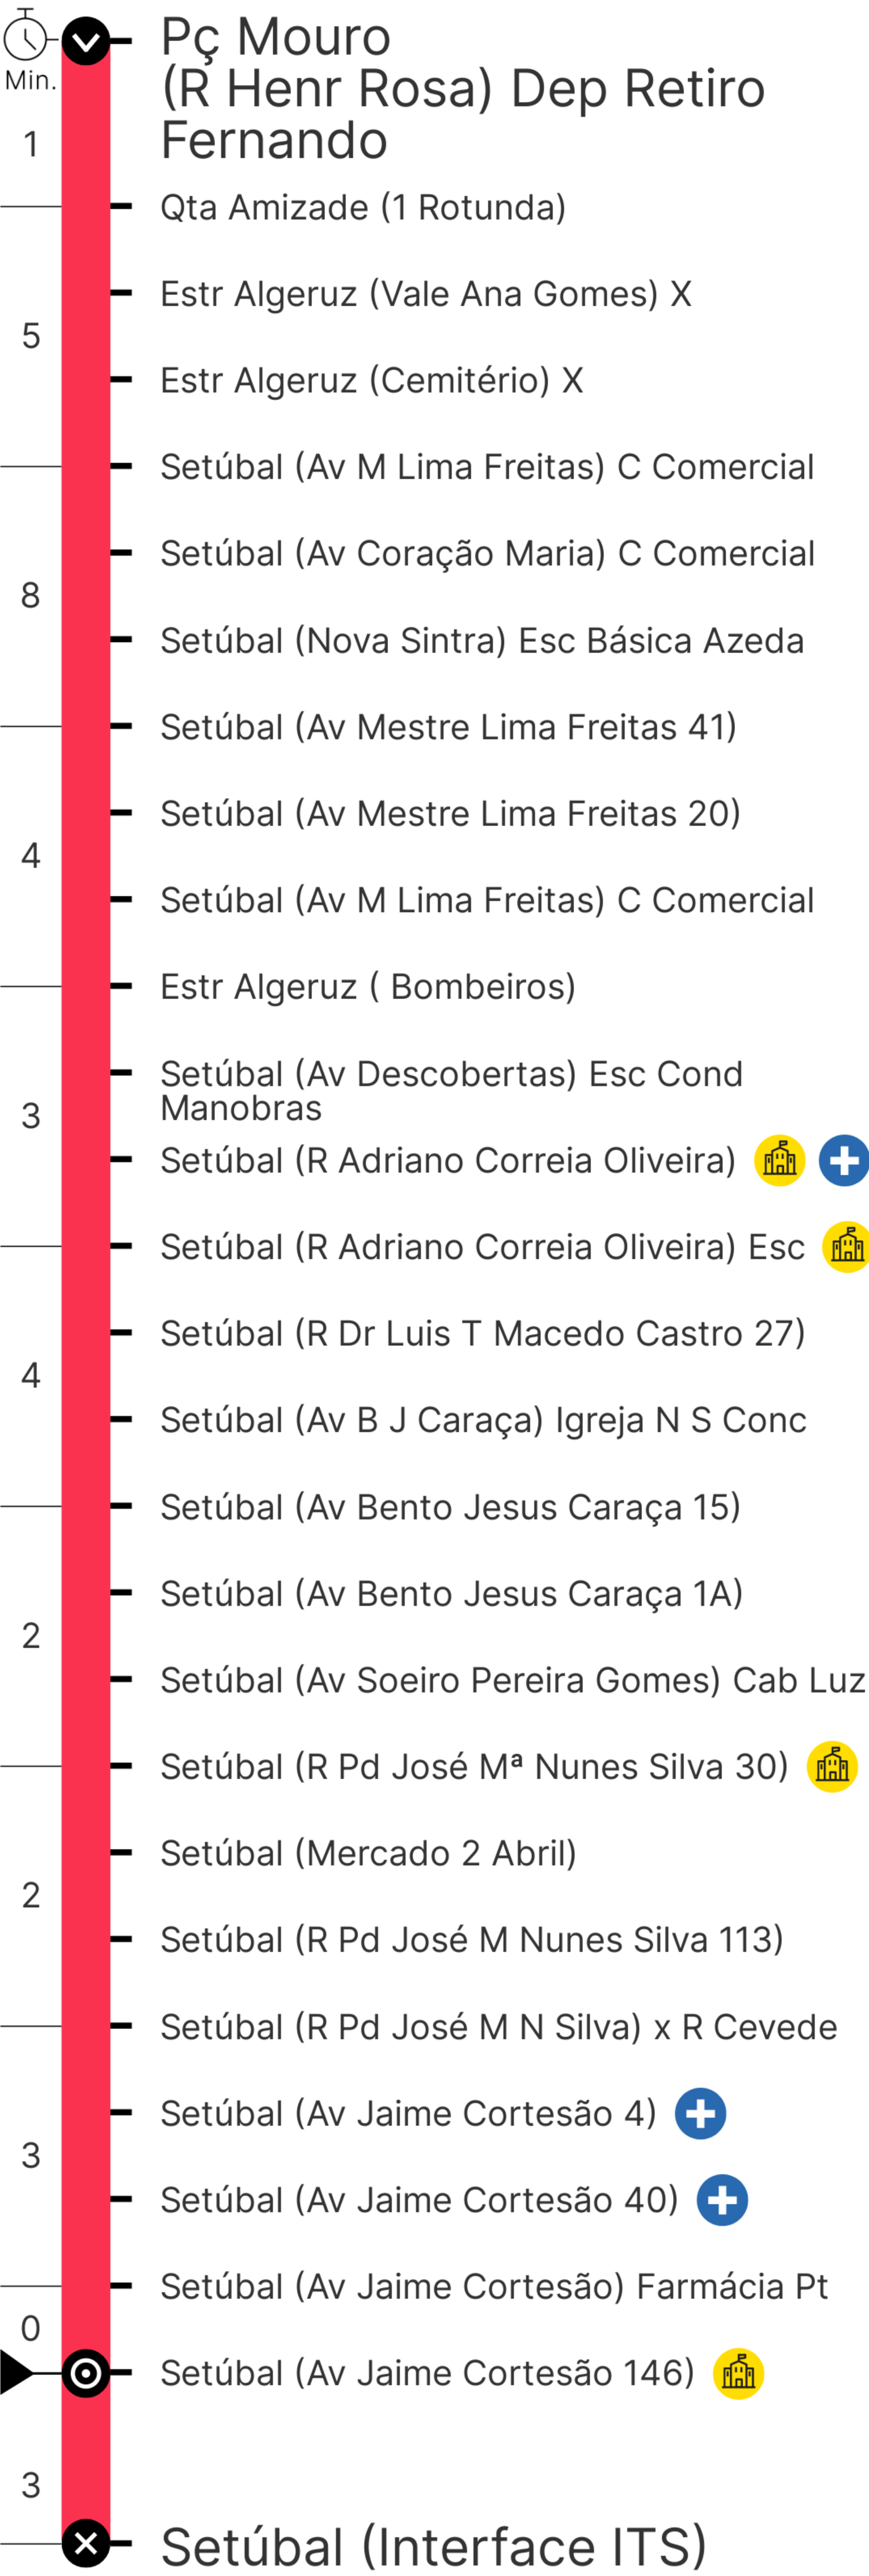 Pç Mouro
(R Henr Rosa) Dep Retiro
Fernando
Min.
1
Qta Amizade (1 Rotunda)
Estr Algeruz (Vale Ana Gomes) X
5
Estr Algeruz (Cemitério) X
Setúbal (Av M Lima Freitas) C Comercial
Setúbal (Av Coração Maria) C Comercial
8
Setúbal (Nova Sintra) Esc Básica Azeda
Setúbal (Av Mestre Lima Freitas 41)
Setúbal (Av Mestre Lima Freitas 20)
4
Setúbal (Av M Lima Freitas) C Comercial
Estr Algeruz ( Bombeiros)
Setúbal (Av Descobertas) Esc Cond
Manobras
3
Setúbal (R Adriano Correia Oliveira)
Setúbal (R Adriano Correia Oliveira) Esc
Setúbal (R Dr Luis T Macedo Castro 27)
4
Setúbal (Av B J Caraça) Igreja N S Conc
Setúbal (Av Bento Jesus Caraça 15)
Setúbal (Av Bento Jesus Caraça 1A)
2
Setúbal (Av Soeiro Pereira Gomes) Cab Luz
Setúbal (R Pd José Mª Nunes Silva 30)
Setúbal (Mercado 2 Abril)
2
Setúbal (R Pd José M Nunes Silva 113)
Setúbal (R Pd José M N Silva) x R Cevede
Setúbal (Av Jaime Cortesão 4)
3
Setúbal (Av Jaime Cortesão 40)
Setúbal (Av Jaime Cortesão) Farmácia Pt
0
Setúbal (Av Jaime Cortesão 146)
3
Setúbal (Interface ITS)